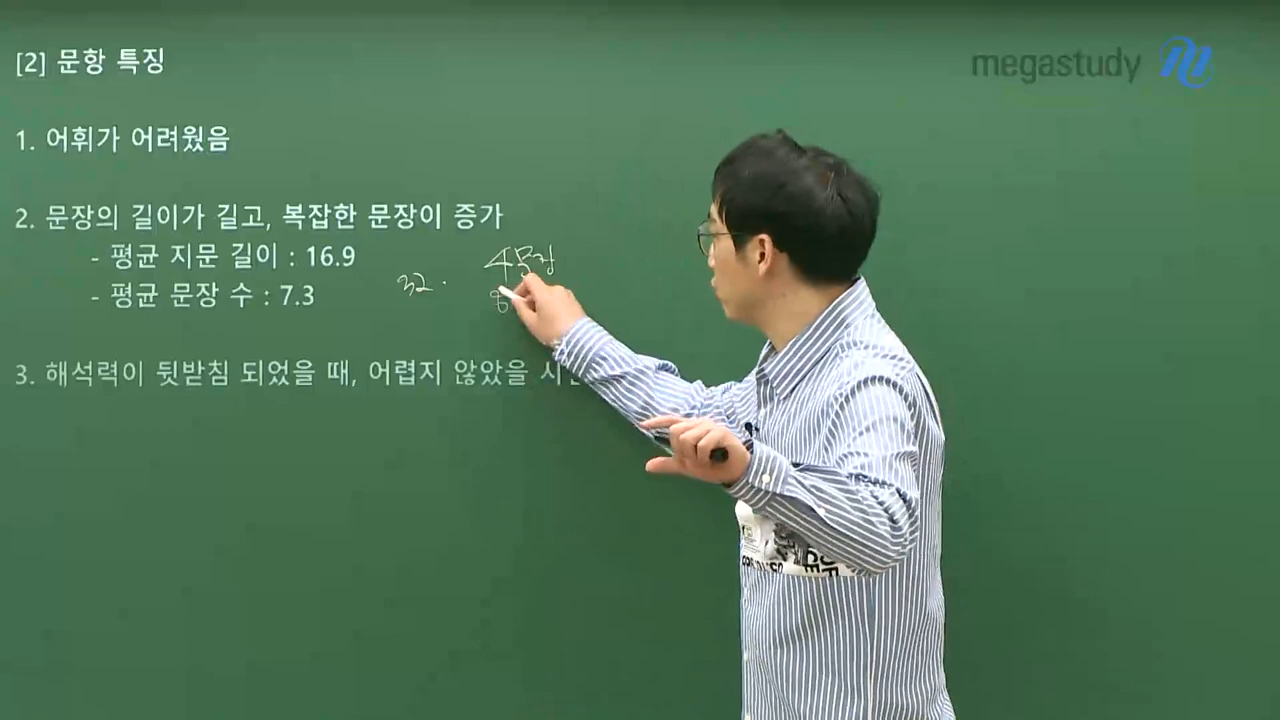 [2] 문항 특징
megastudy
1. 어휘가 어려웠음
2. 문장의 길이가 길고, 복잡한 문장이 증가
- 평균 지문 길이 : 16.9
4문장
32.
- 평균 문장 수 : 7.3
3. 해석력이 뒷받침 되었을 때, 어렵지 않았을